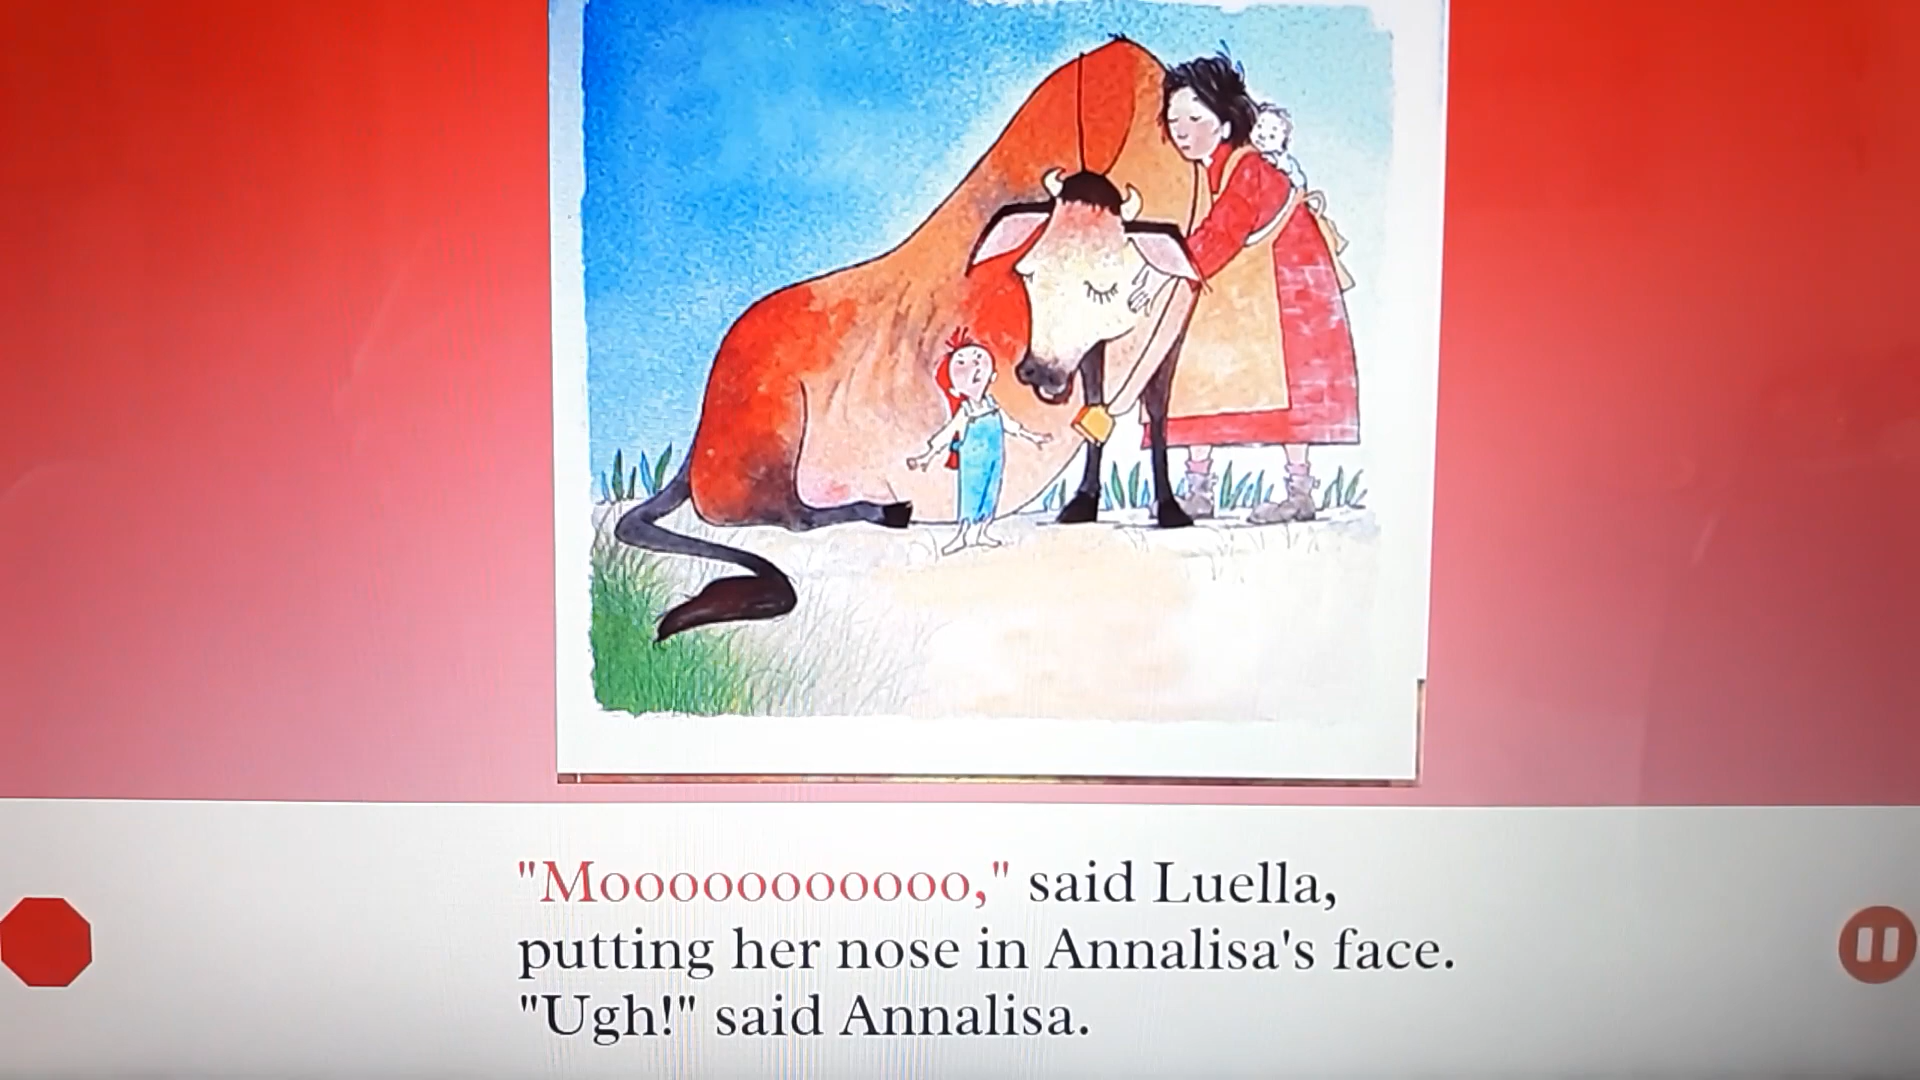 "Mooooooooooo," said Luella,
putting her nose in Annalisa's face.
"Ugh!" said Annalisa.